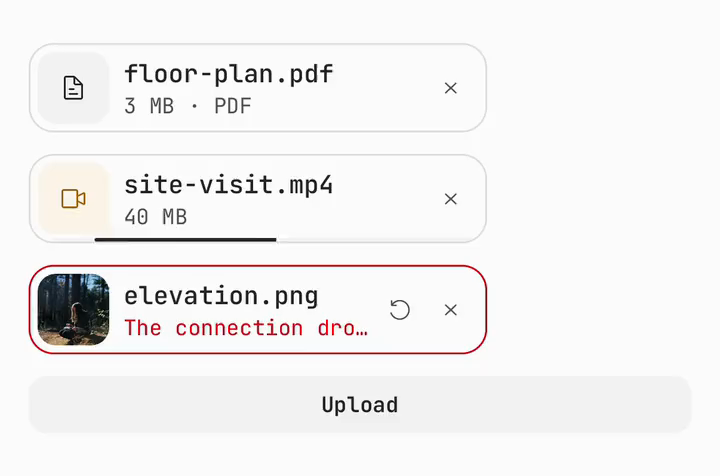 floor-plan.pdf
3 MB · PDF
site-visit.mp4
40 MB
elevation.png
The connection dro…
Upload